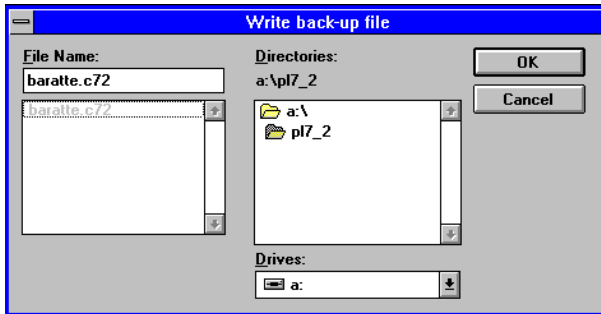 Write back-up file
File Name:
baratte.c72
baratte.c72
Directories:
a:\pl7_2
a:\
pl7_2
Drives:
a:
OK
Cancel